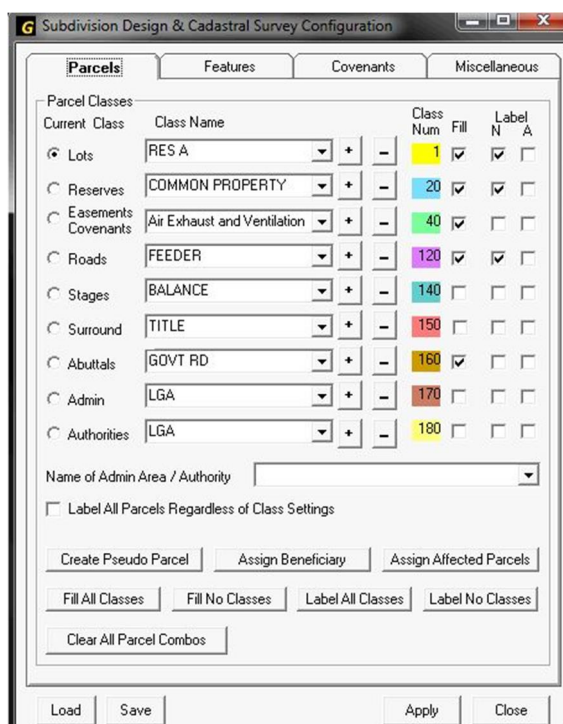 G Subdivision Design & Cadastral Survey Configuration
Parcels Features Covenants Miscellaneous
Parcel Classes
Current Class Class Name Class Num Fill Label N A
Lots RES A + - 1
Reserves COMMON PROPERTY + - 20
Easements Covenants Air Exhaust and Ventilation + - 40
Roads FEEDER + - 120
Stages BALANCE + - 140
Surround TITLE + - 150
Abuttals GOVT RD + - 160
Admin LGA + - 170
Authorities LGA + - 180
Name of Admin Area / Authority
Label All Parcels Regardless of Class Settings
Create Pseudo Parcel Assign Beneficiary Assign Affected Parcels
Fill All Classes Fill No Classes Label All Classes Label No Classes
Clear All Parcel Combos
Load Save Apply Close